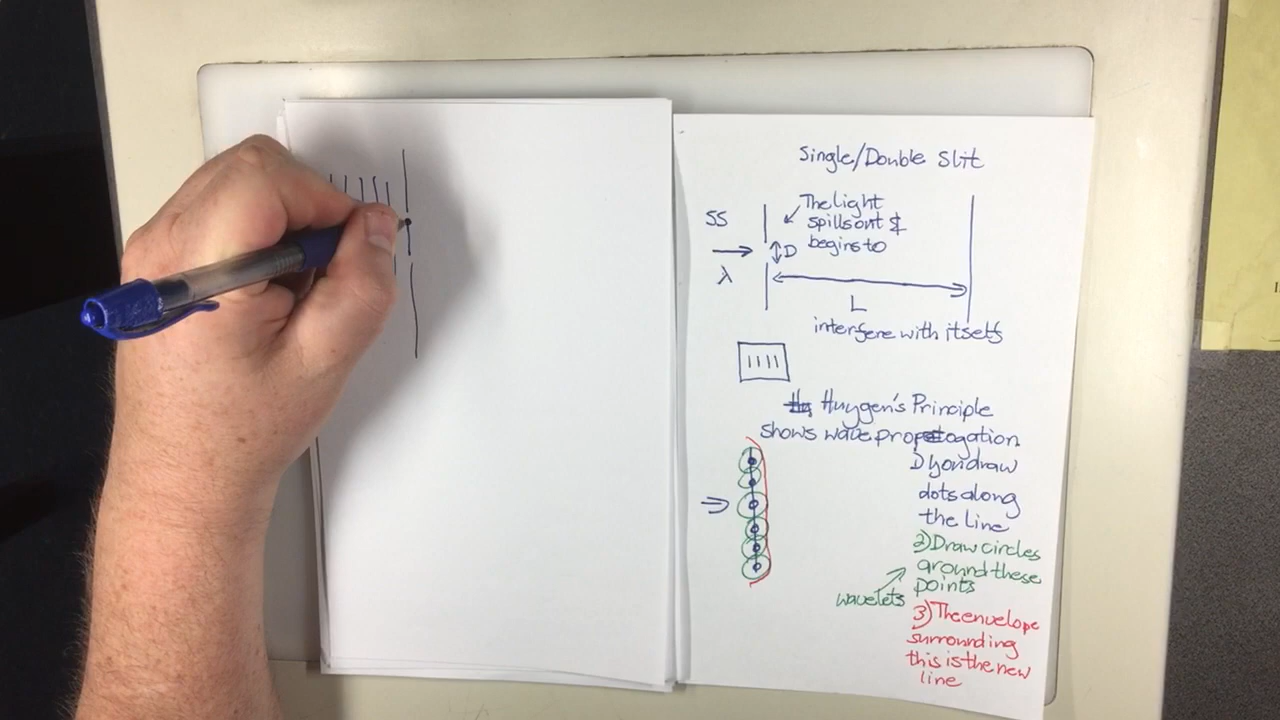 Single/Double Slit
SS
The light
spills out &
begins to
D
λ
L
interfere with itself
Huygen's Principle
shows wave propogation
1) you draw
dots along
the line
2) Draw circles
around these
points
wavelets
3) The envelope
surrounding
this is the new
line